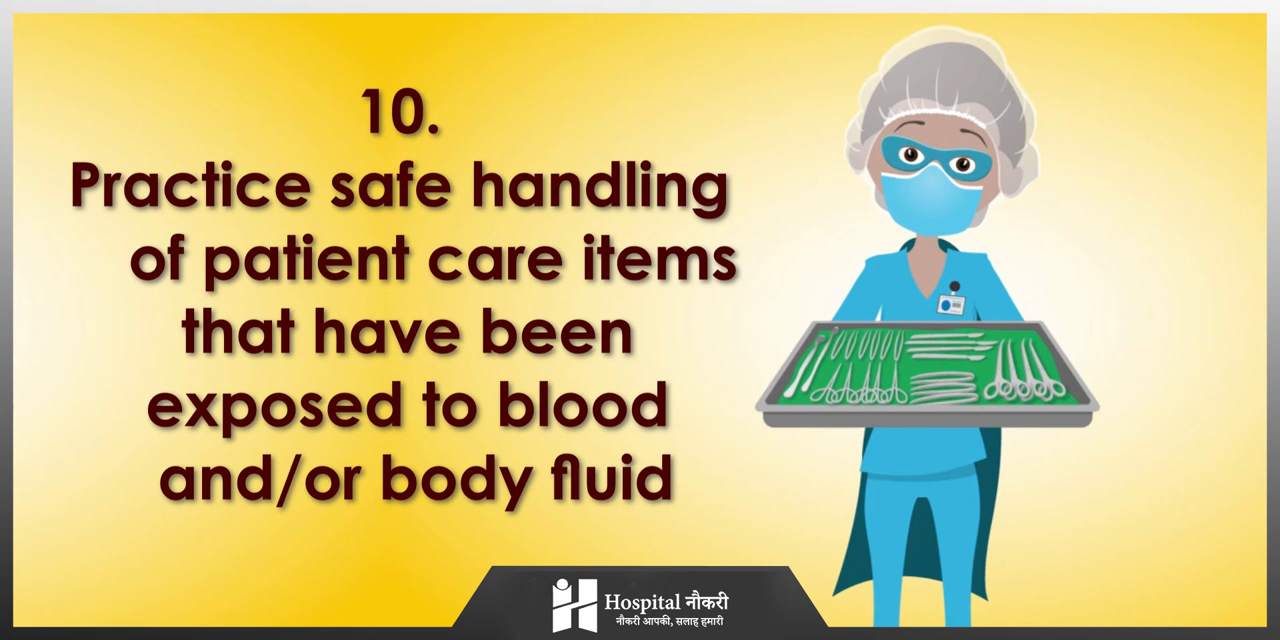 10.
Practice safe handling
of patient care items
that have been
exposed to blood
and/or body fluid
Hospital नौकरी
नौकरी आपकी, सलाह हमारी